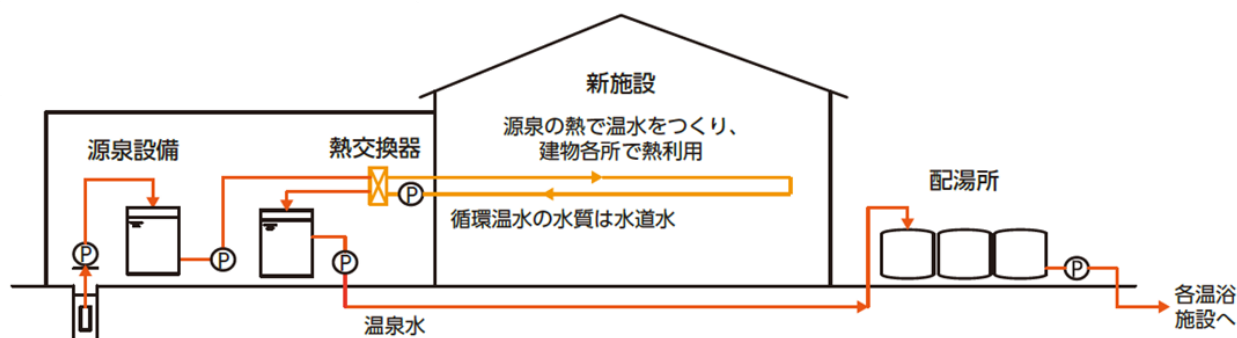 新施設
源泉の熱で温水をつくり、
建物各所で熱利用
源泉設備
熱交換器
P
P
P
P
循環温水の水質は水道水
配湯所
P
温泉水
各温浴
施設へ